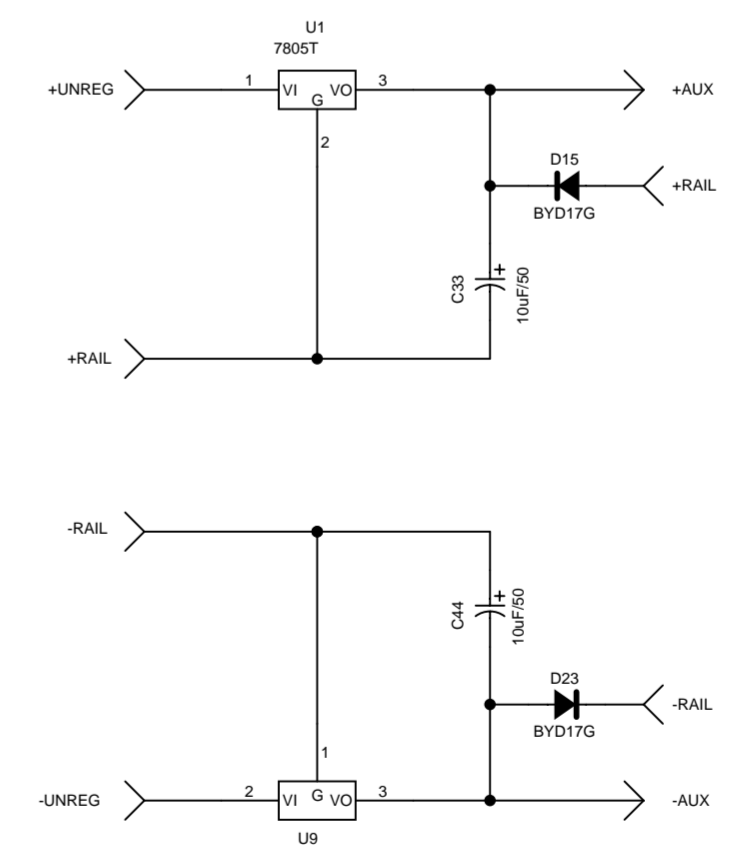 U1
7805T
+UNREG
1
VI
VO
G
3
+AUX
2
D15
+RAIL
BYD17G
+
C33
10uF/50
+RAIL
-RAIL
+
C44
10uF/50
D23
-RAIL
BYD17G
1
-UNREG
2
VI
G
VO
3
-AUX
U9